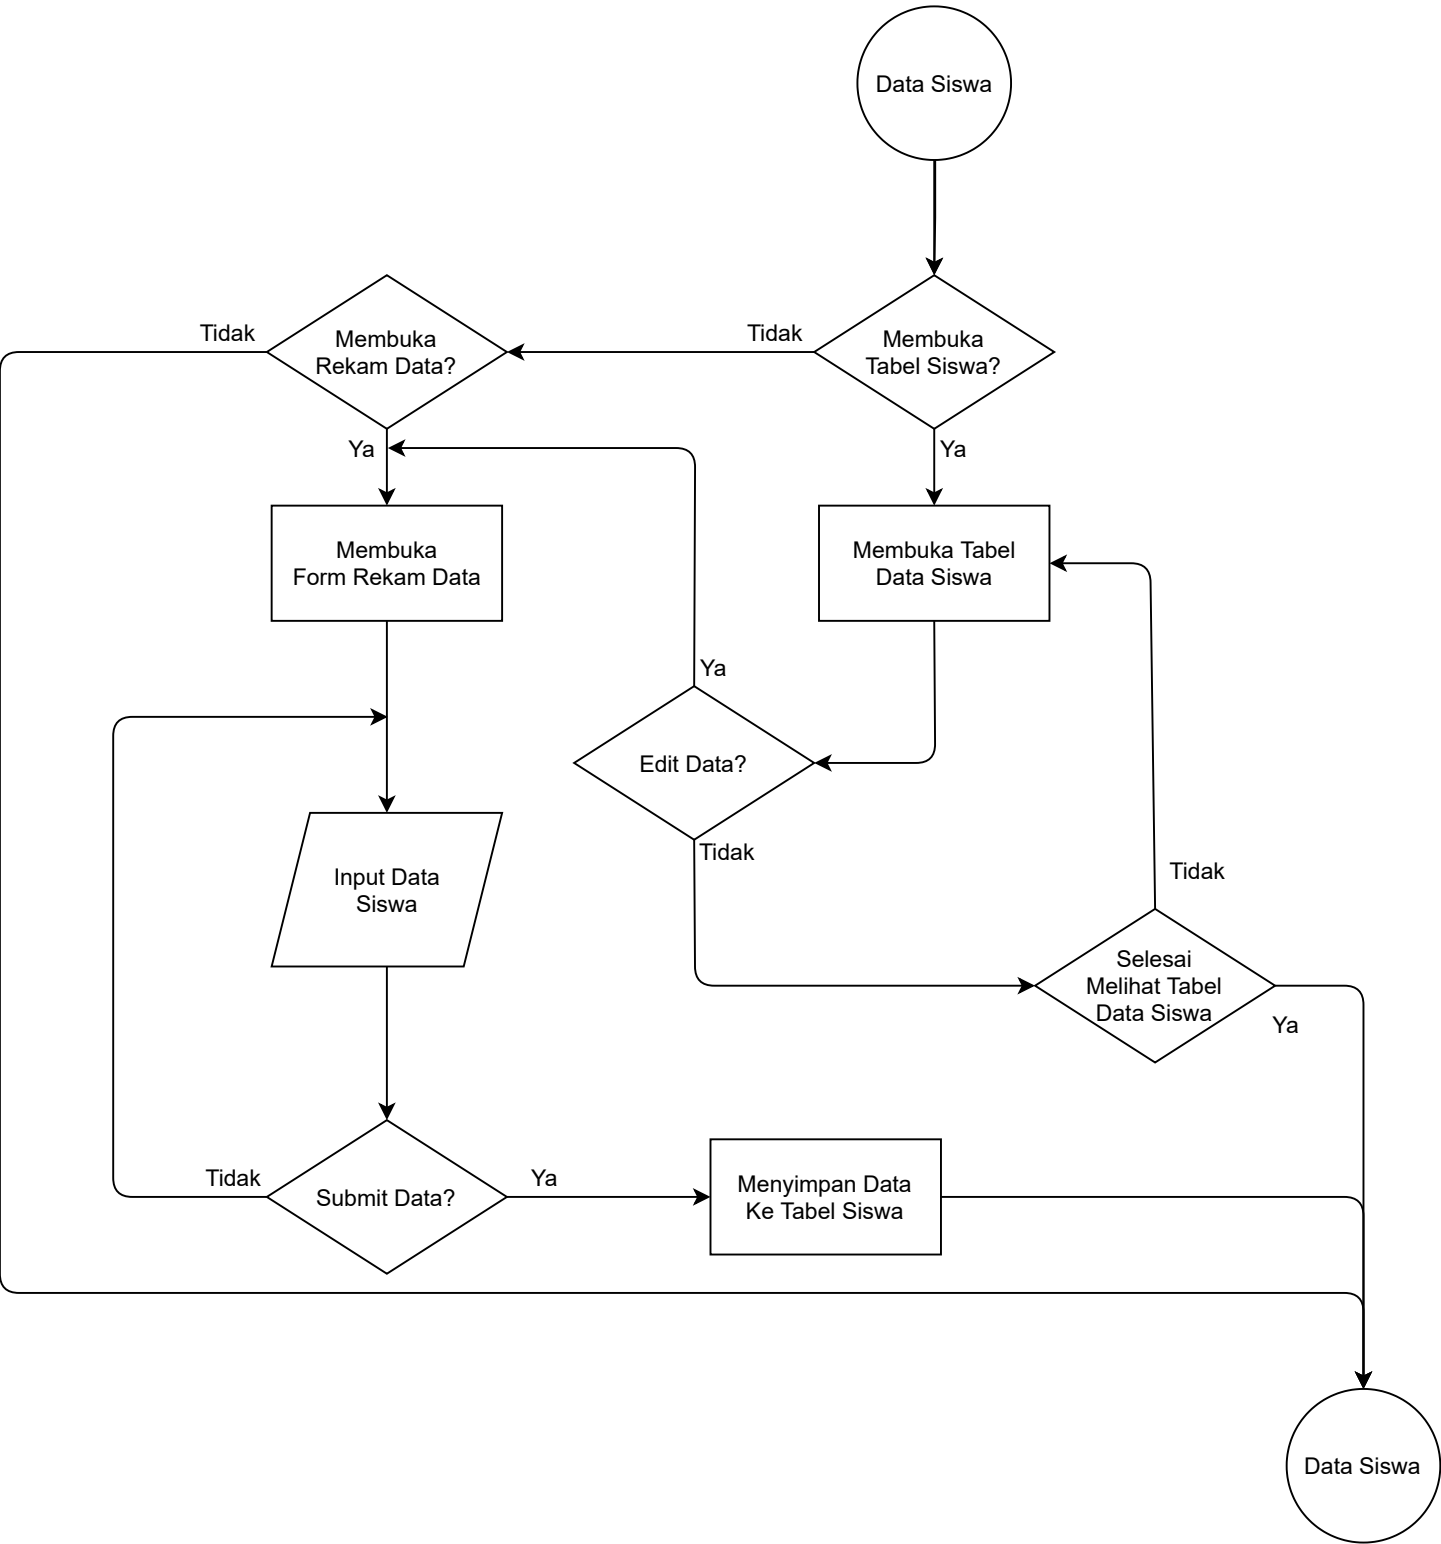 Data Siswa
Tidak
Membuka
Rekam Data?
Tidak
Membuka
Tabel Siswa?
Ya
Ya
Membuka
Form Rekam Data
Membuka Tabel
Data Siswa
Ya
Edit Data?
Tidak
Tidak
Input Data
Siswa
Selesai
Melihat Tabel
Data Siswa
Ya
Tidak
Submit Data?
Ya
Menyimpan Data
Ke Tabel Siswa
Data Siswa